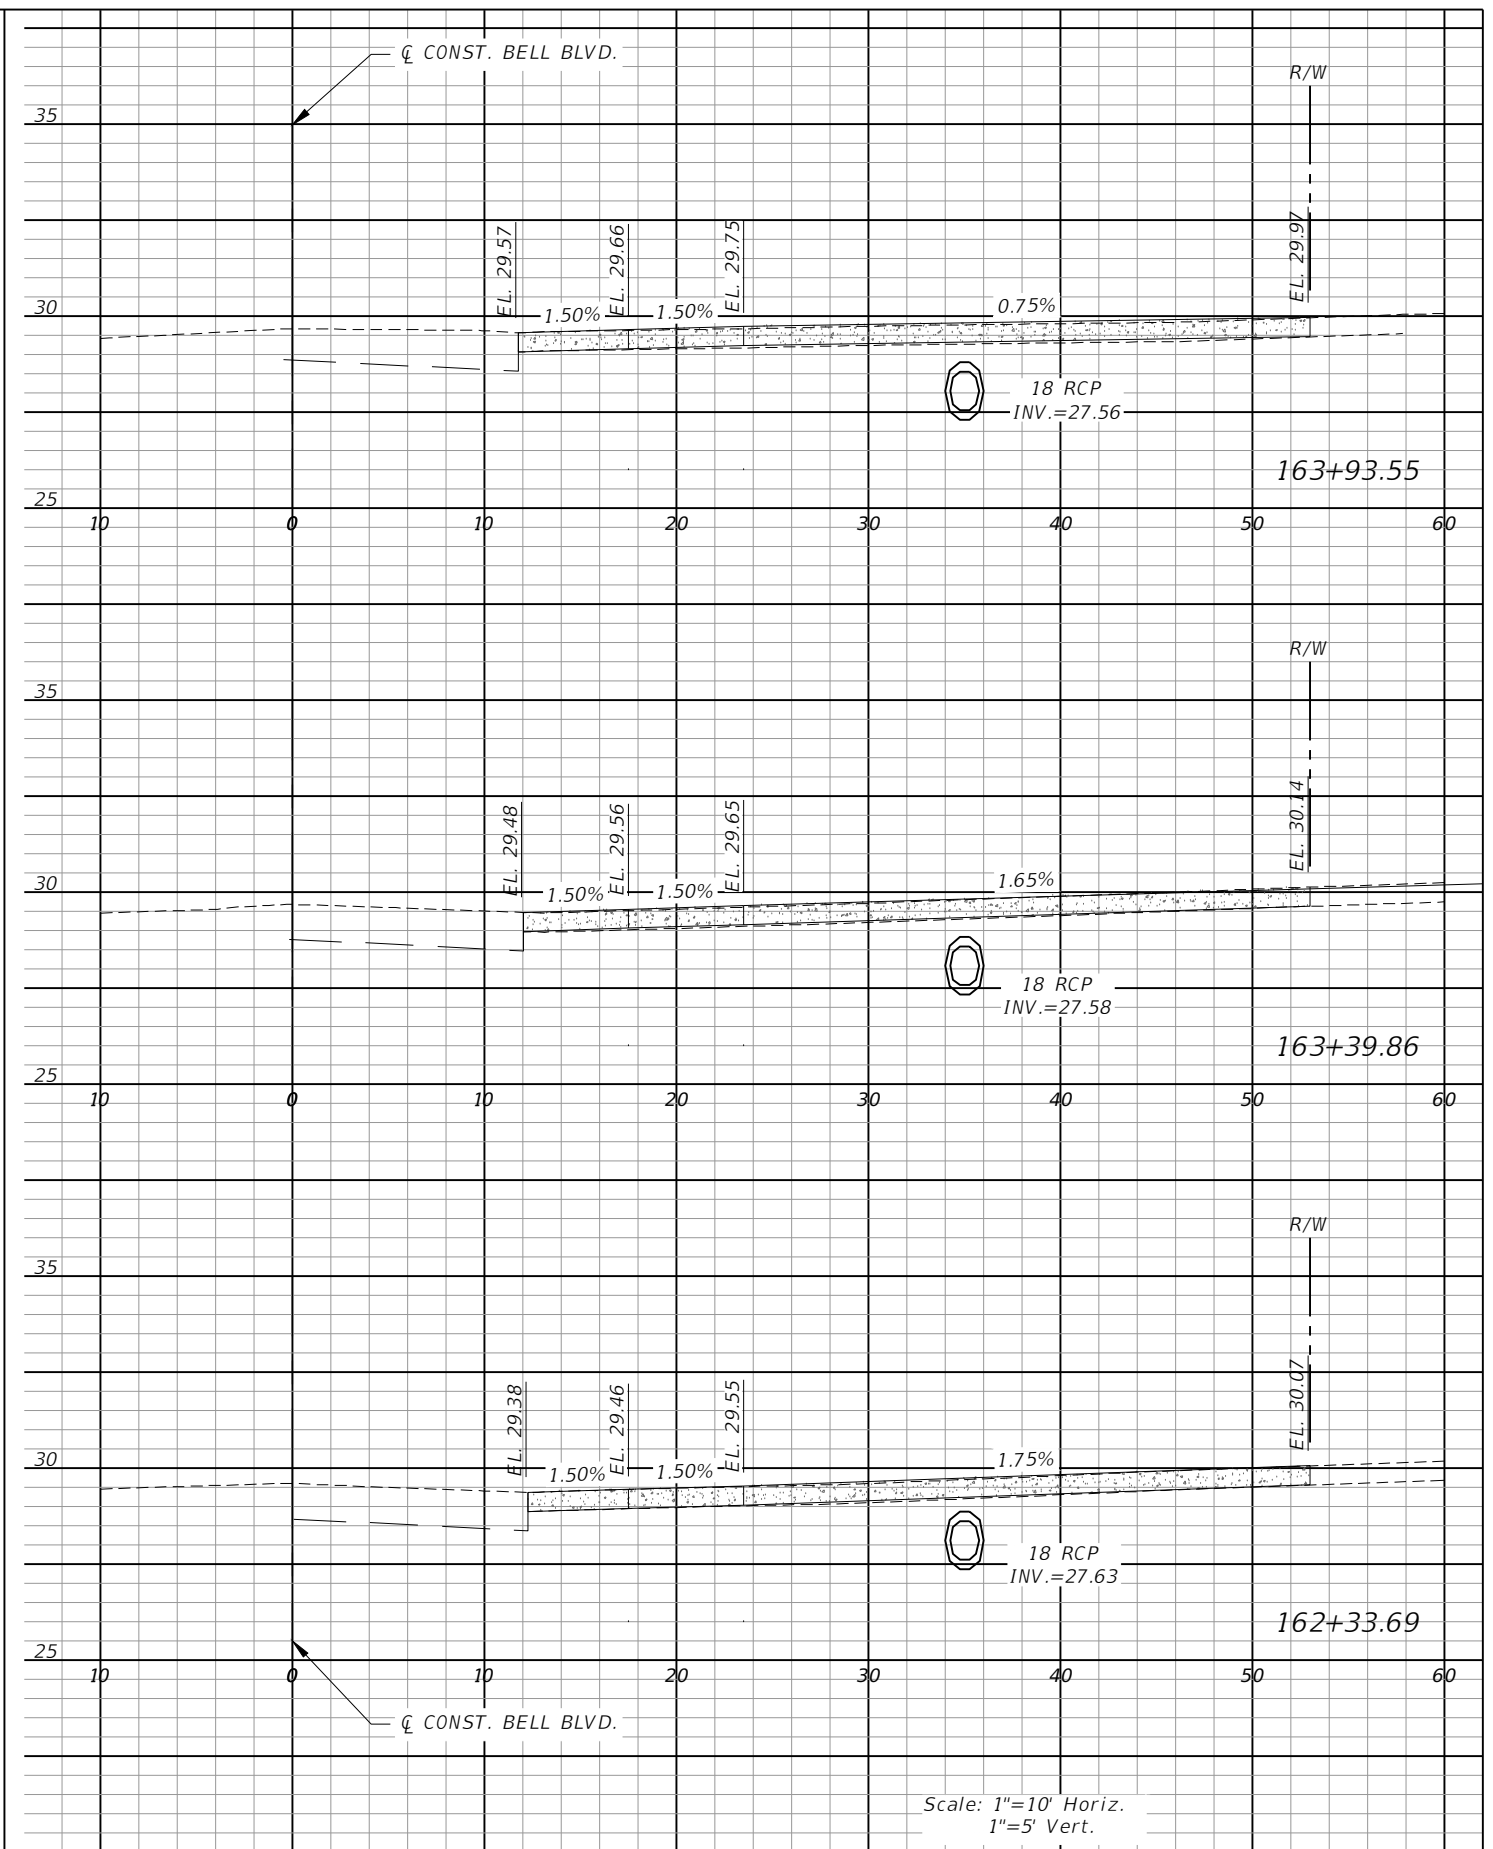 ℄ CONST. BELL BLVD.
R/W
35
EL. 29.57
EL. 29.66
EL. 29.75
EL. 29.97
30
1.50%
1.50%
0.75%
18 RCP
INV.=27.56
163+93.55
25
10 0 10 20 30 40 50 60
R/W
35
EL. 29.48
EL. 29.56
EL. 29.65
EL. 30.14
30
1.50%
1.50%
1.65%
18 RCP
INV.=27.58
163+39.86
25
10 0 10 20 30 40 50 60
R/W
35
EL. 29.38
EL. 29.46
EL. 29.55
EL. 30.07
30
1.50%
1.50%
1.75%
18 RCP
INV.=27.63
162+33.69
25
10 0 10 20 30 40 50 60
℄ CONST. BELL BLVD.
Scale: 1"=10' Horiz.
1"=5' Vert.